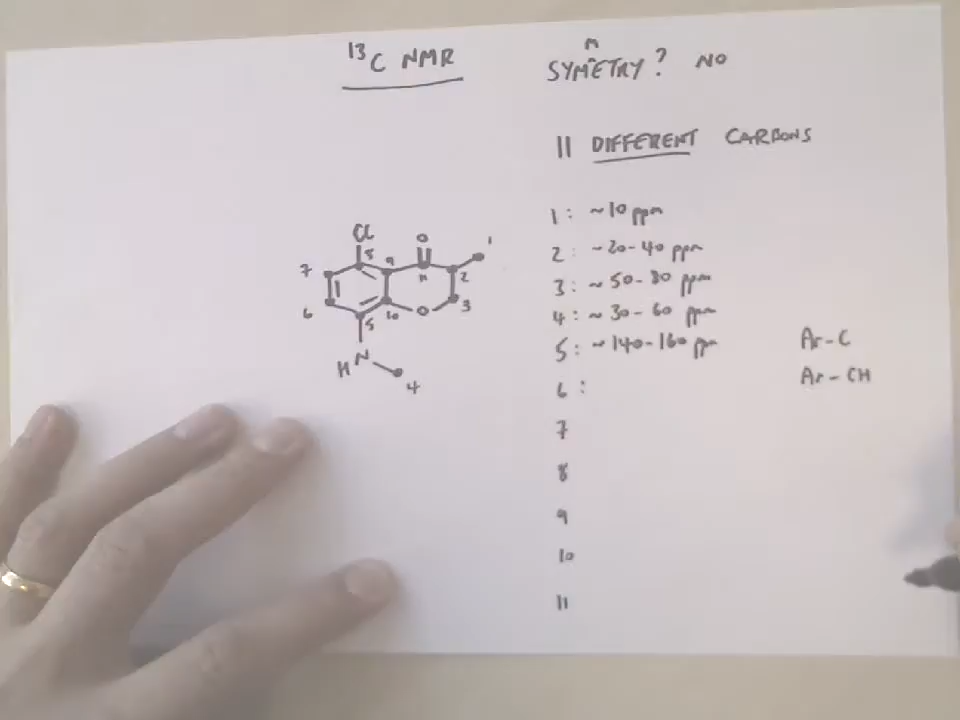 ¹³C NMR
SYMmETRY? NO
11 DIFFERENT CARBONS
1: ~10 ppm
2: ~20-40 ppm
3: ~50-80 ppm
4: ~30-60 ppm
5: ~140-160 ppm
Ar-C
6:
Ar-CH
7
8
9
10
11
Cl
O
1
7
8
9
11
2
6
5
10
O
3
H N
4